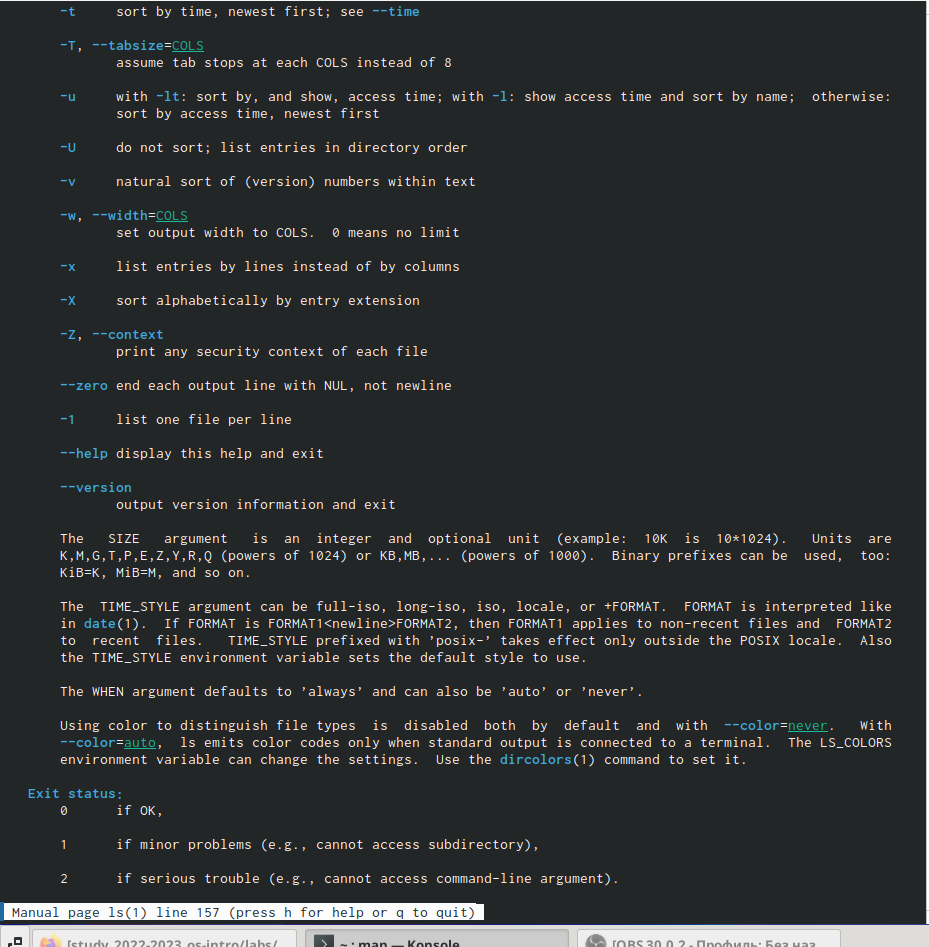 -t     sort by time, newest first; see --time
-T, --tabsize=COLS
assume tab stops at each COLS instead of 8
-u     with -lt: sort by, and show, access time; with -l: show access time and sort by name;  otherwise:
sort by access time, newest first
-U     do not sort; list entries in directory order
-v     natural sort of (version) numbers within text
-w, --width=COLS
set output width to COLS.  0 means no limit
-x     list entries by lines instead of by columns
-X     sort alphabetically by entry extension
-Z, --context
print any security context of each file
--zero end each output line with NUL, not newline
-1     list one file per line
--help display this help and exit
--version
output version information and exit
The   SIZE   argument   is  an  integer  and  optional  unit  (example:  10K  is  10*1024).   Units  are
K,M,G,T,P,E,Z,Y,R,Q (powers of 1024) or KB,MB,... (powers of 1000).  Binary prefixes can be  used,  too:
KiB=K, MiB=M, and so on.
The  TIME_STYLE argument can be full-iso, long-iso, iso, locale, or +FORMAT.  FORMAT is interpreted like
in date(1).  If FORMAT is FORMAT1<newline>FORMAT2, then FORMAT1 applies to non-recent files and  FORMAT2
to  recent  files.   TIME_STYLE prefixed with ’posix-’ takes effect only outside the POSIX locale.  Also
the TIME_STYLE environment variable sets the default style to use.
The WHEN argument defaults to ’always’ and can also be ’auto’ or ’never’.
Using color to distinguish file types  is  disabled  both  by  default  and  with  --color=never.   With
--color=auto,  ls emits color codes only when standard output is connected to a terminal.  The LS_COLORS
environment variable can change the settings.  Use the dircolors(1) command to set it.
Exit status:
0      if OK,
1      if minor problems (e.g., cannot access subdirectory),
2      if serious trouble (e.g., cannot access command-line argument).
Manual page ls(1) line 157 (press h for help or q to quit)
[study_2022-2023_os-intro/labs/ ~ : man — Konsole [OBS 30.0.2 - Профиль: Без наз